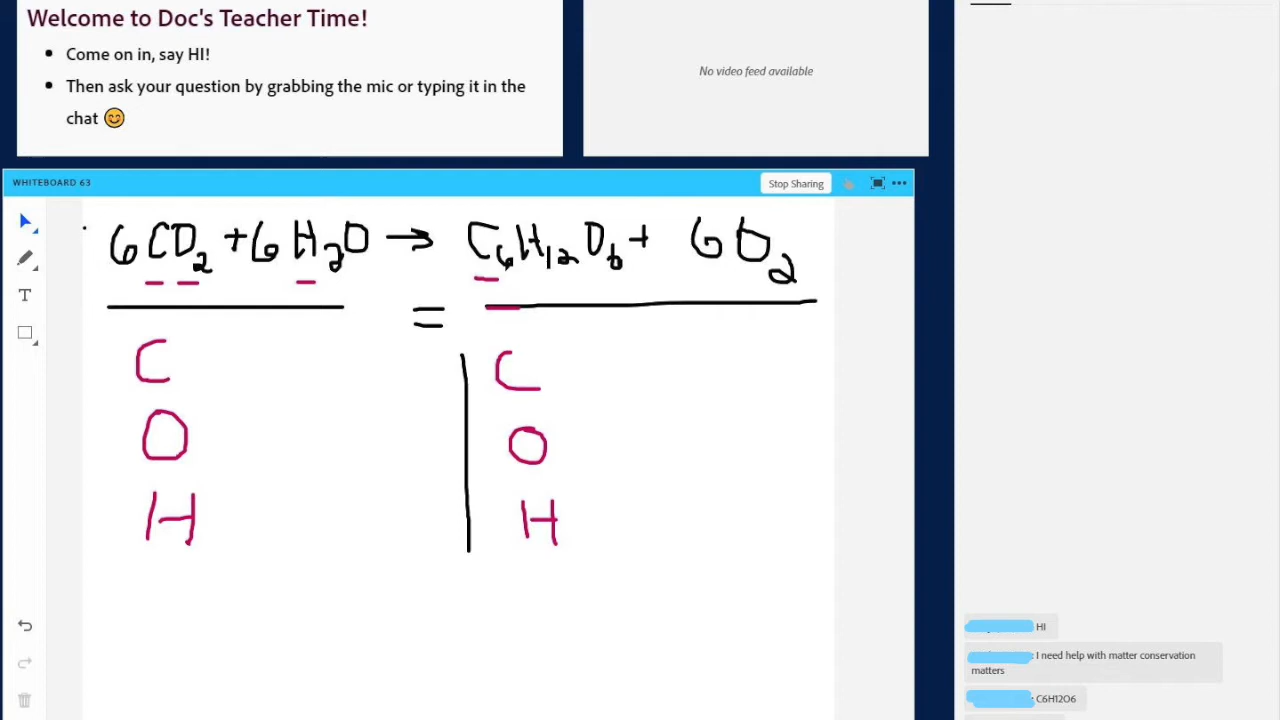 Welcome to Doc's Teacher Time!
• Come on in, say HI!
• Then ask your question by grabbing the mic or typing it in the
chat 😊
No video feed available
WHITEBOARD 63
Stop Sharing
6CO₂ + 6H₂O → C₆H₁₂O₆ + 6O₂
=
C C
O O
H H
T
HI
: I need help with matter conservation
matters
: C6H12O6